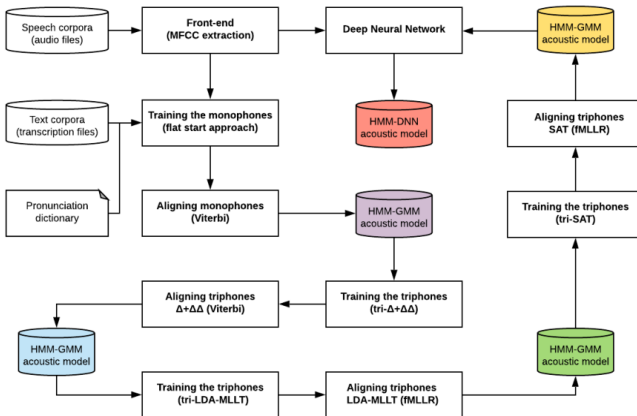 Speech corpora
(audio files)
Front-end
(MFCC extraction)
Deep Neural Network
HMM-GMM
acoustic model
Text corpora
(transcription files)
Training the monophones
(flat start approach)
HMM-DNN
acoustic model
Aligning triphones
SAT (fMLLR)
Pronunciation
dictionary
Aligning monophones
(Viterbi)
HMM-GMM
acoustic model
Training the triphones
(tri-SAT)
Aligning triphones
Δ+ΔΔ (Viterbi)
Training the triphones
(tri-Δ+ΔΔ)
HMM-GMM
acoustic model
HMM-GMM
acoustic model
Training the triphones
(tri-LDA-MLLT)
Aligning triphones
LDA-MLLT (fMLLR)